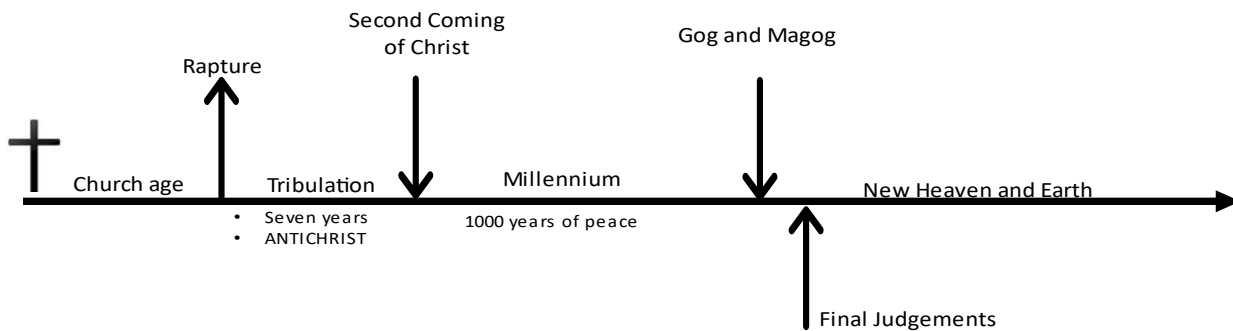 Second Coming
of Christ
Gog and Magog
Rapture
Church age
Tribulation
Millennium
New Heaven and Earth
• Seven years
• ANTICHRIST
1000 years of peace
Final Judgements